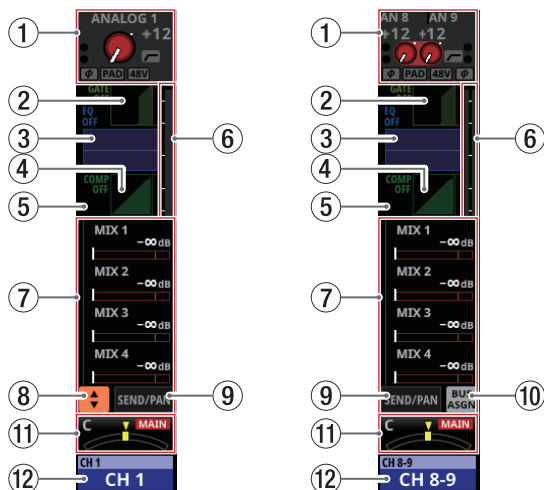 ANALOG 1
+12
ϕ PAD 48V
GATE
OFF
EQ
OFF
COMP
OFF
MIX 1
-∞ dB
MIX 2
-∞ dB
MIX 3
-∞ dB
MIX 4
-∞ dB
SEND/PAN
C MAIN
CH 1
CH 1
1
2
3
4
5
6
7
8
9
11
12
AN 8 AN 9
+12 +12
ϕ PAD 48V ϕ
GATE
OFF
EQ
OFF
COMP
OFF
MIX 1
-∞ dB
MIX 2
-∞ dB
MIX 3
-∞ dB
MIX 4
-∞ dB
SEND/PAN
BUS
ASGN
C MAIN
CH 8-9
CH 8-9
1
2
3
4
5
6
7
9
10
11
12